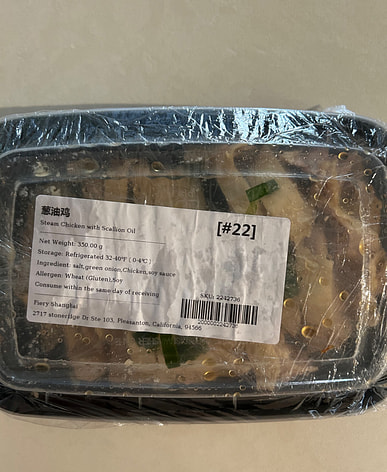 葱油鸡
Steam Chicken with Scallion Oil
[#22]
Net Weight: 350.00 g
Storage: Refrigerated 32-40°F ( 0-4℃)
Ingredient: salt,green onion,Chicken,soy sauce
Allergen: Wheat (Gluten),Soy
Consume within the same day of receiving
SKU: 2242736
2000002242736
Fiery Shanghai
2717 stoneridge Dr Ste 103, Pleasanton, California, 94566